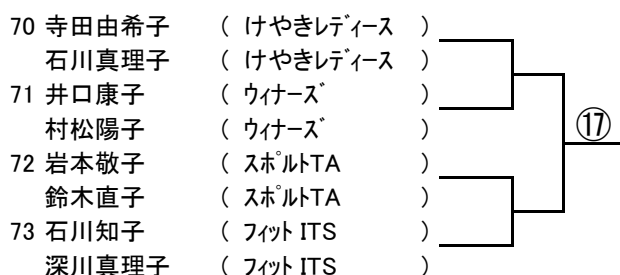 70 寺田由希子 ( けやきレディース )
石川真理子 ( けやきレディース )
71 井口康子 ( ウィナーズ )
村松陽子 ( ウィナーズ )
⑰
72 岩本敬子 ( スポルトTA )
鈴木直子 ( スポルトTA )
73 石川知子 ( フィット ITS )
深川真理子 ( フィット ITS )